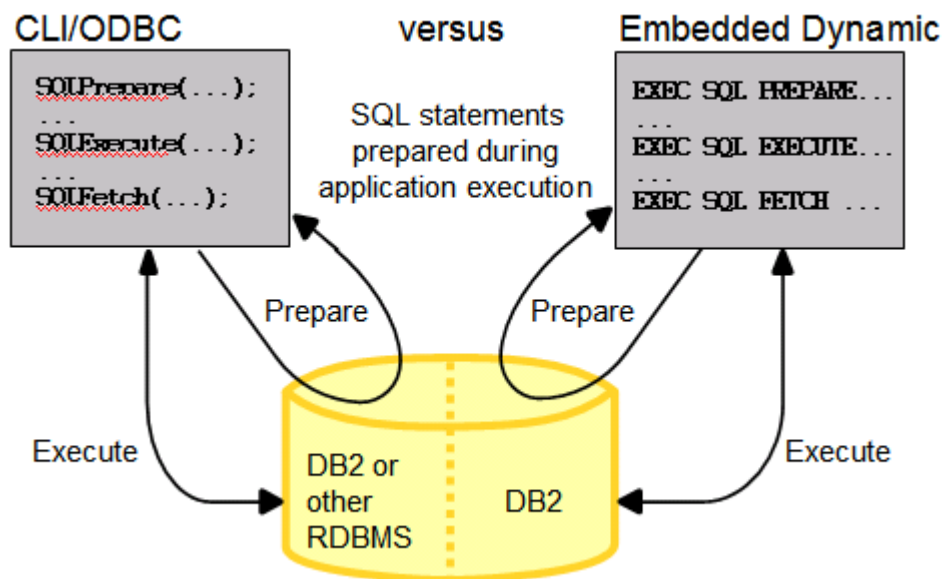 CLI/ODBC
versus
Embedded Dynamic
SQLPrepare(...);
...
SQLExecute(...);
...
SQLFetch(...);
SQL statements
prepared during
application execution
EXEC SQL PREPARE...
...
EXEC SQL EXECUTE...
...
EXEC SQL FETCH ...
Prepare
Prepare
Execute
Execute
DB2 or
other
RDBMS
DB2